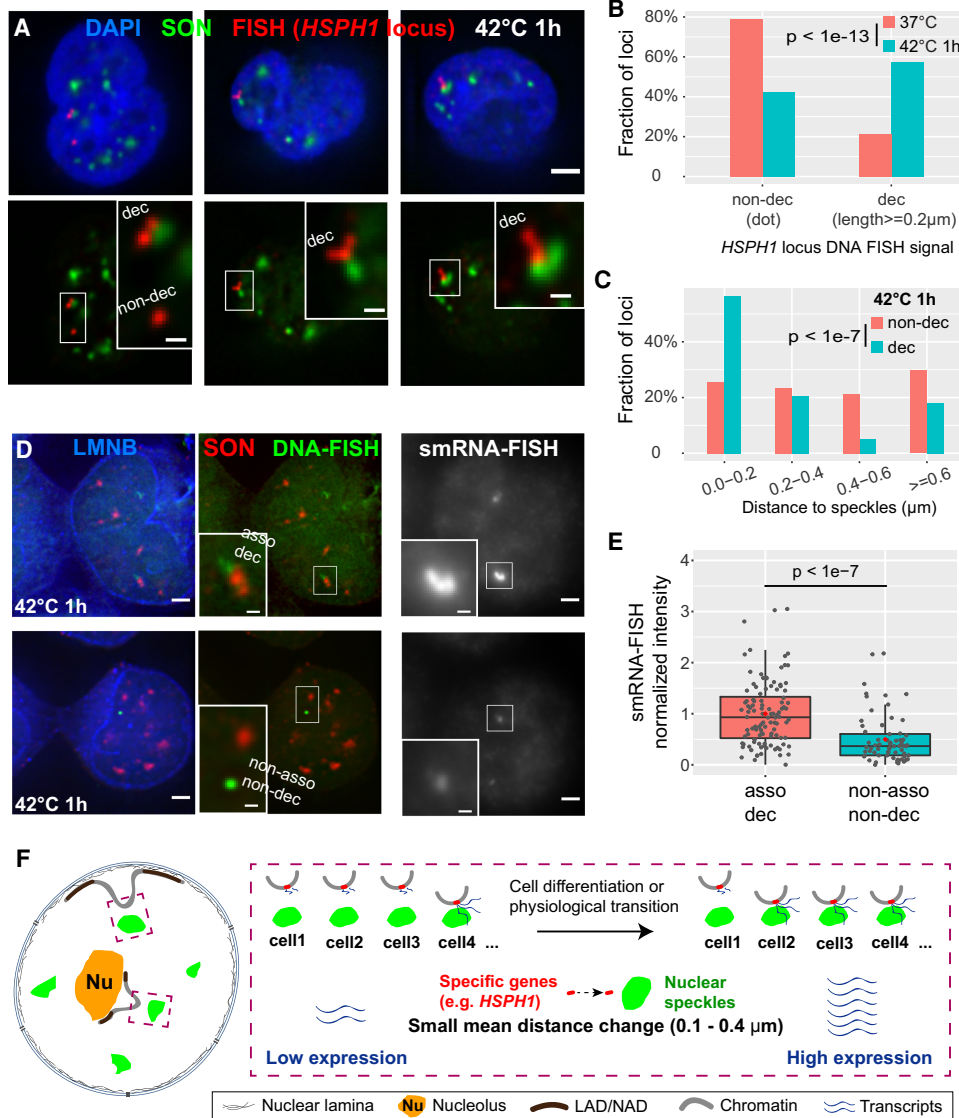 A
DAPI SON FISH (HSPH1 locus) 42°C 1h
dec
non-dec
dec
dec
B
Fraction of loci
80%
60%
40%
20%
0
p < 1e-13
37°C
42°C 1h
non-dec
(dot)
dec
(length>=0.2μm)
HSPH1 locus DNA FISH signal
C
Fraction of loci
40%
20%
0
42°C 1h
p < 1e-7
non-dec
dec
0.0−0.2
0.2−0.4
0.4−0.6
>=0.6
Distance to speckles (μm)
D
LMNB
SON
DNA-FISH
smRNA-FISH
42°C 1h
asso
dec
42°C 1h
non-asso
non-dec
E
smRNA-FISH
normalized intensity
4
3
2
1
0
p < 1e−7
asso
dec
non-asso
non-dec
F
Nu
cell1 cell2 cell3 cell4 ...
Cell differentiation or
physiological transition
cell1 cell2 cell3 cell4 ...
Specific genes
(e.g. HSPH1)
Nuclear
speckles
Small mean distance change (0.1 - 0.4 μm)
Low expression
High expression
Nuclear lamina
Nu Nucleolus
LAD/NAD
Chromatin
Transcripts